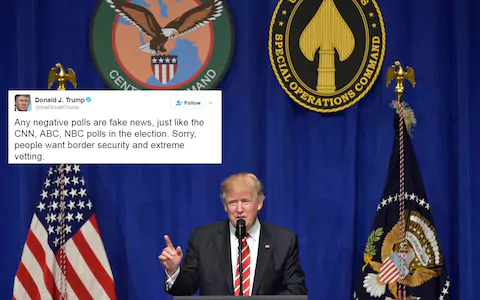 CENTRAL COMMAND
SPECIAL OPERATIONS COMMAND
Donald J. Trump
@realDonaldTrump
Follow
Any negative polls are fake news, just like the
CNN, ABC, NBC polls in the election. Sorry,
people want border security and extreme
vetting.